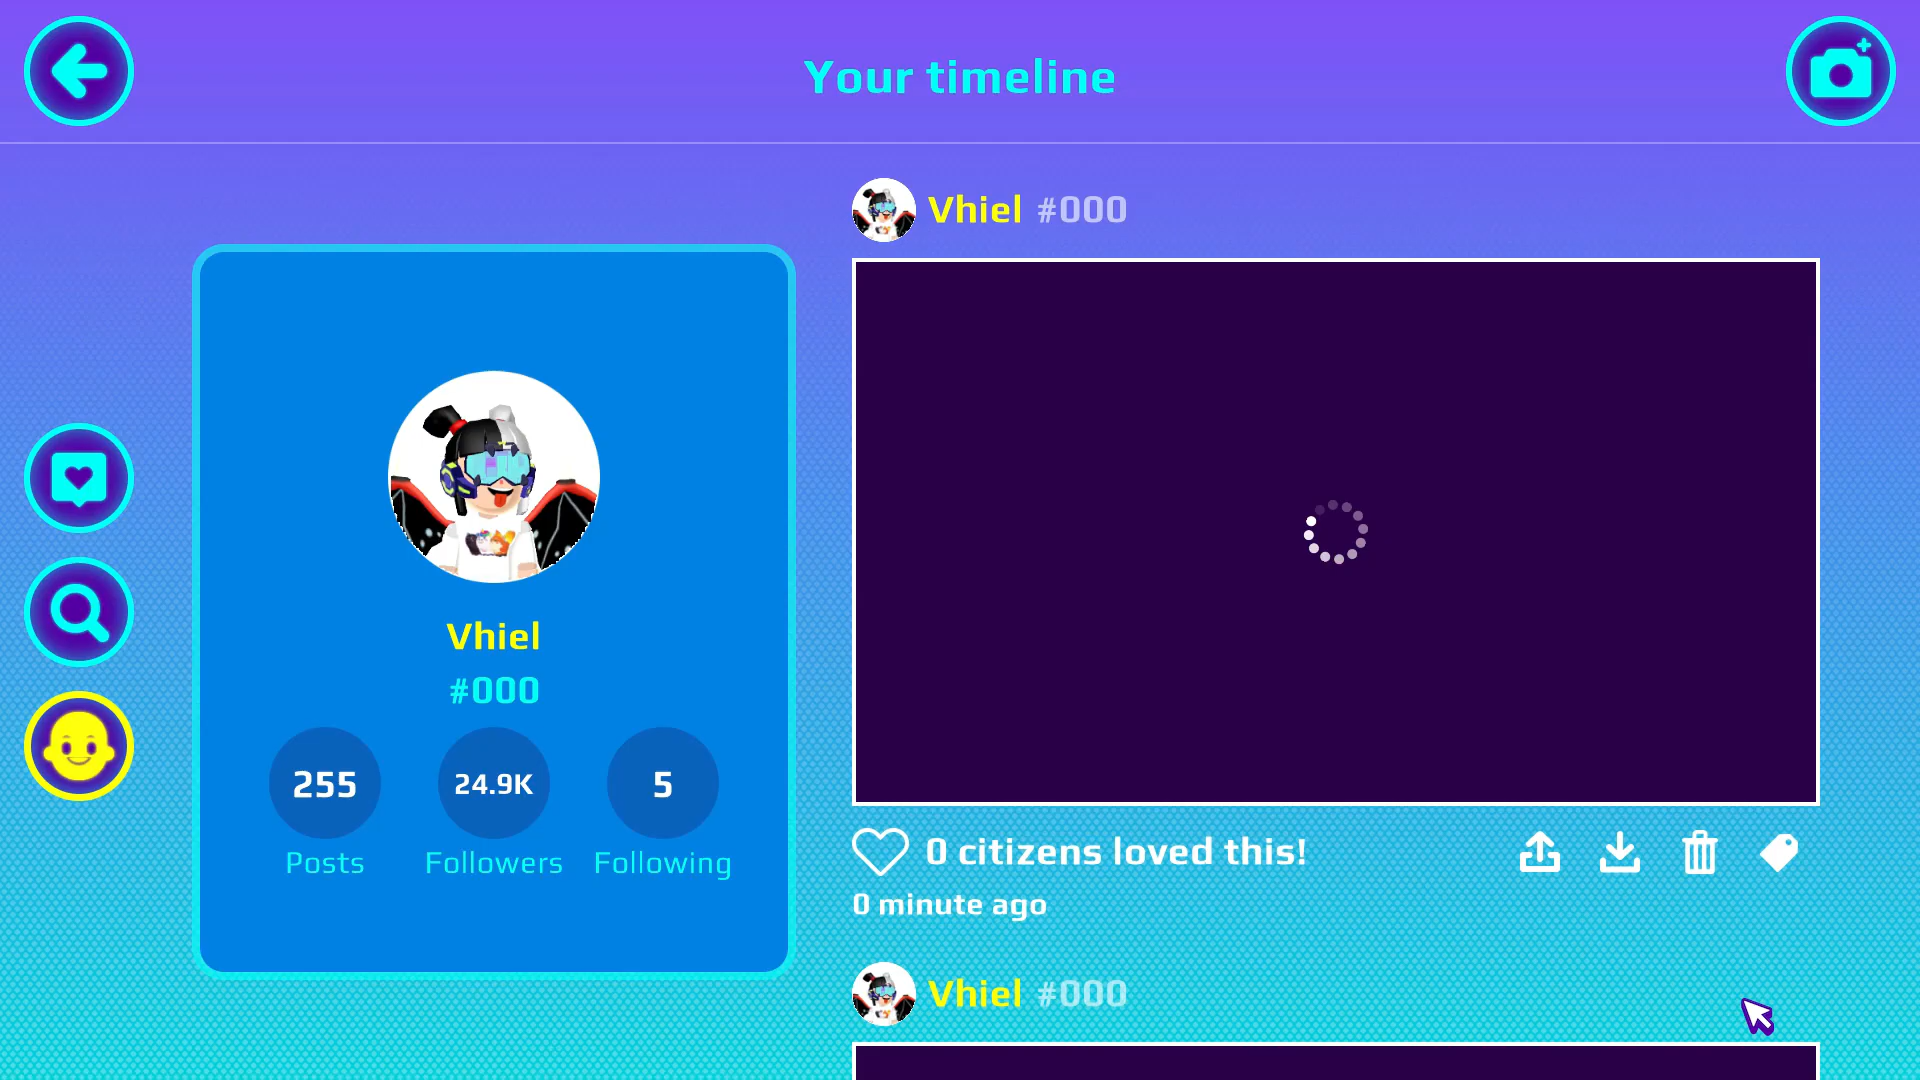 Your timeline
Vhiel #000
Vhiel
#000
255
24.9K
5
Posts
Followers
Following
0 citizens loved this!
0 minute ago
Vhiel #000